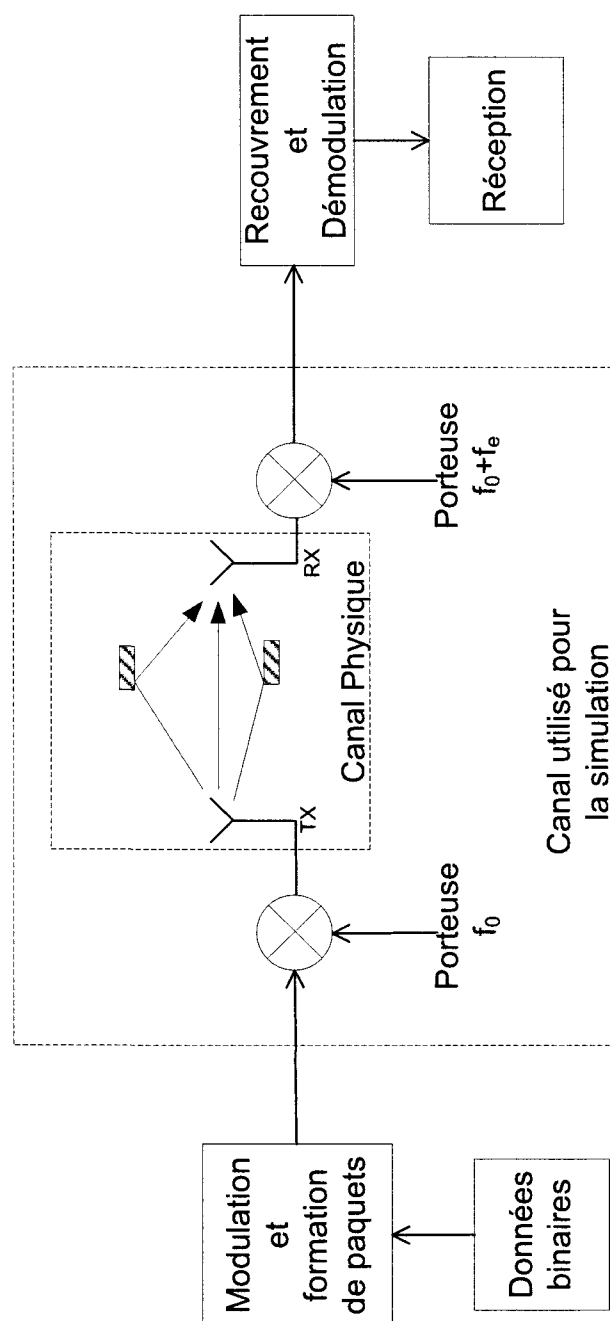 Données
binaires
Modulation
et
formation
de paquets
Porteuse
f0
TX
Canal Physique
RX
Porteuse
f0+fe
Canal utilisé pour
la simulation
Recouvrement
et
Démodulation
Réception